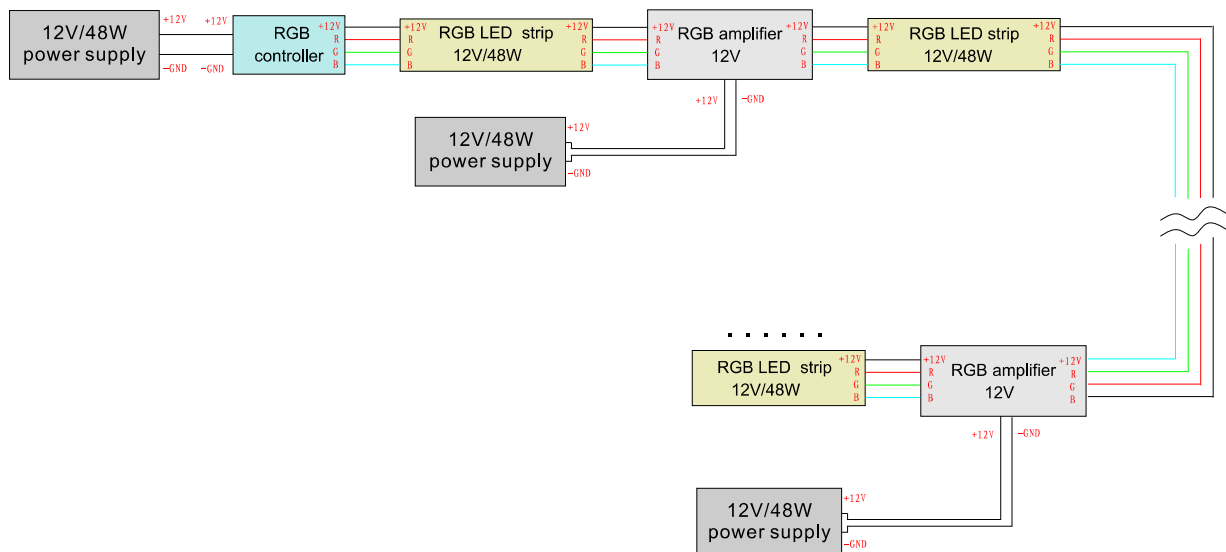 12V/48W
power supply
+12V
-GND
+12V
-GND
RGB
controller
+12V
R
G
B
+12V
R
G
B
RGB LED strip
12V/48W
+12V
R
G
B
+12V
R
G
B
RGB amplifier
12V
+12V
R
G
B
+12V
R
G
B
RGB LED strip
12V/48W
+12V
R
G
B
+12V
-GND
12V/48W
power supply
+12V
-GND
RGB LED strip
12V/48W
+12V
R
G
B
+12V
R
G
B
RGB amplifier
12V
+12V
R
G
B
+12V
-GND
12V/48W
power supply
+12V
-GND